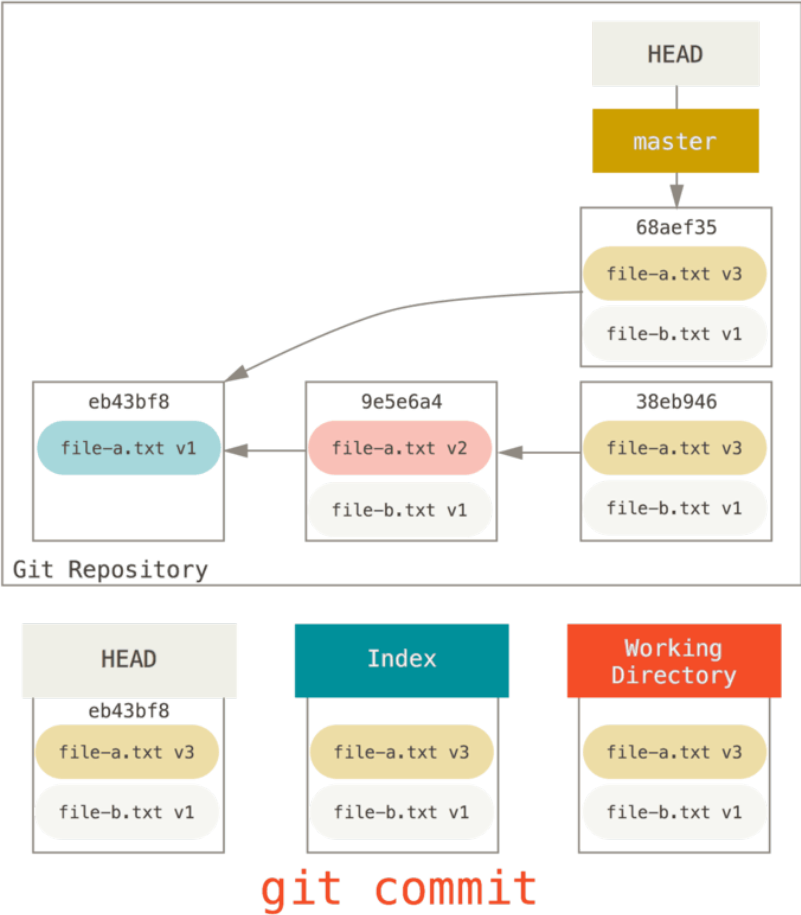 HEAD
master
68aef35
file-a.txt v3
file-b.txt v1
eb43bf8
file-a.txt v1
9e5e6a4
file-a.txt v2
file-b.txt v1
38eb946
file-a.txt v3
file-b.txt v1
Git Repository
HEAD
eb43bf8
file-a.txt v3
file-b.txt v1
Index
file-a.txt v3
file-b.txt v1
Working
Directory
file-a.txt v3
file-b.txt v1
git commit